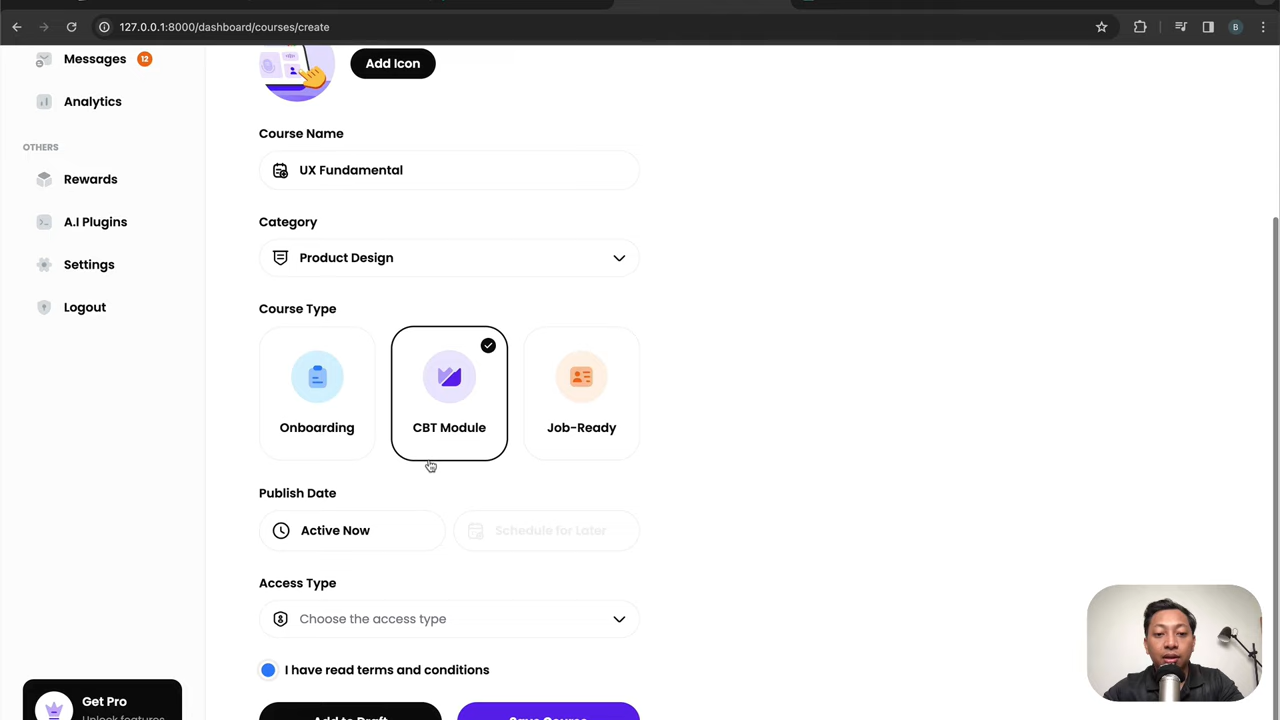 127.0.0.1:8000/dashboard/courses/create
B
Messages 12
Analytics
OTHERS
Rewards
A.I Plugins
Settings
Logout
Get Pro
Unlock features
Add Icon
Course Name
UX Fundamental
Category
Product Design
Course Type
Onboarding
CBT Module
Job-Ready
Publish Date
Active Now
Schedule for Later
Access Type
Choose the access type
I have read terms and conditions
Add to Draft
Save Course